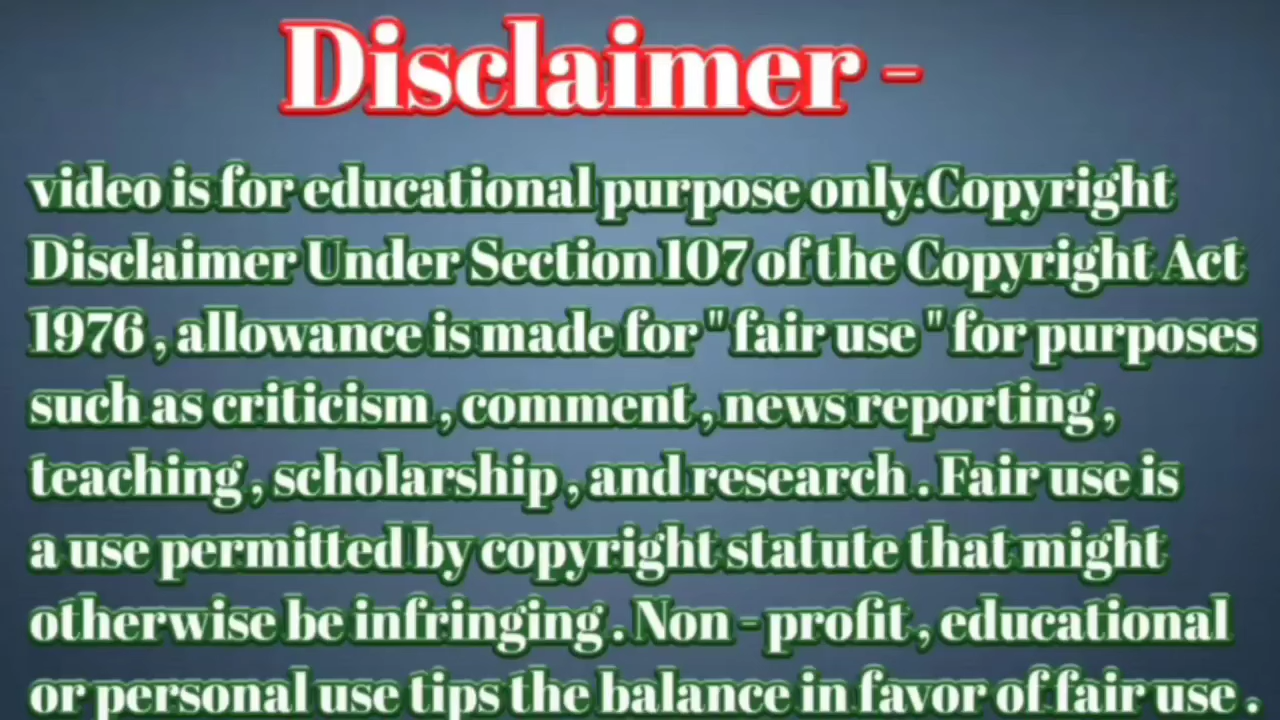 Disclaimer -
video is for educational purpose only.Copyright
Disclaimer Under Section 107 of the Copyright Act
1976 , allowance is made for " fair use " for purposes
such as criticism , comment , news reporting ,
teaching , scholarship , and research . Fair use is
a use permitted by copyright statute that might
otherwise be infringing . Non - profit , educational
or personal use tips the balance in favor of fair use .